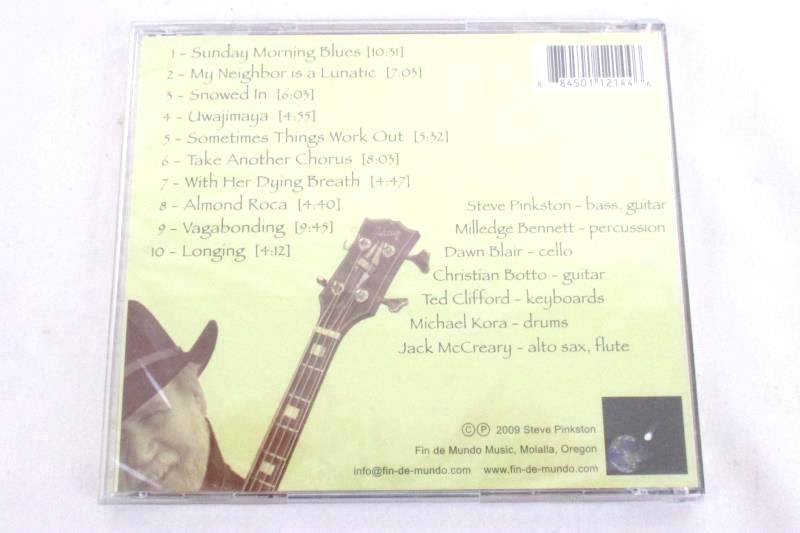 1 - Sunday Morning Blues [10:31]
2 - My Neighbor is a Lunatic [7:03]
3 - Snowed In [6:03]
4 - Uwajimaya [4:55]
5 - Sometimes Things Work Out [5:32]
6 - Take Another Chorus [8:03]
7 - With Her Dying Breath [4:47]
8 - Almond Roca [4:40]
9 - Vagabonding [9:45]
10 - Longing [4:12]
8 84501 12144 6
Steve Pinkston - bass, guitar
Milledge Bennett - percussion
Dawn Blair - cello
Christian Botto - guitar
Ted Clifford - keyboards
Michael Kora - drums
Jack McCreary - alto sax, flute
Ⓒ Ⓟ 2009 Steve Pinkston
Fin de Mundo Music, Molalla, Oregon
info@fin-de-mundo.com www.fin-de-mundo.com